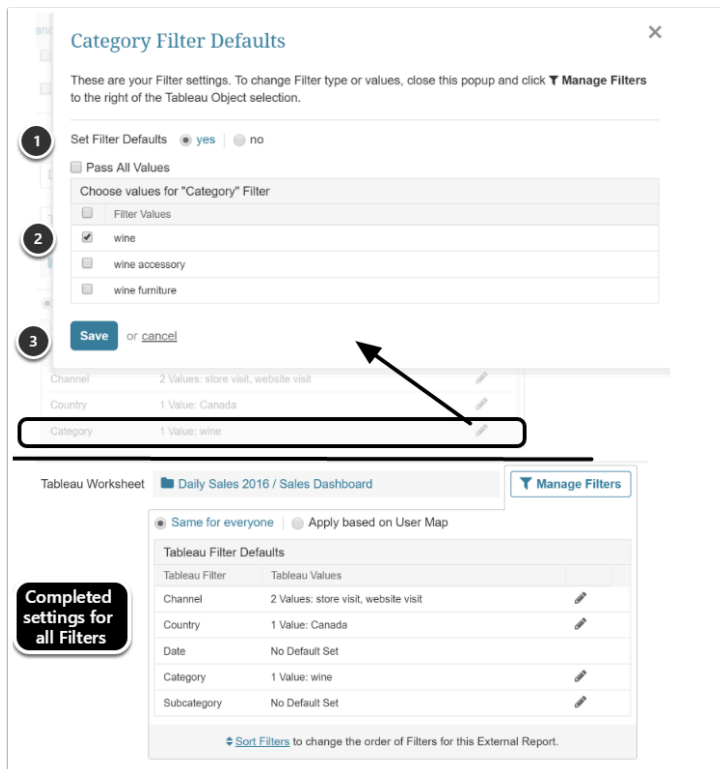 Category Filter Defaults
These are your Filter settings. To change Filter type or values, close this popup and click Manage Filters
to the right of the Tableau Object selection.
1
Set Filter Defaults yes | no
Pass All Values
Choose values for "Category" Filter
Filter Values
2
wine
wine accessory
wine furniture
3
Save or cancel
Channel 2 Values: store visit, website visit
Country 1 Value: Canada
Category 1 Value: wine
Tableau Worksheet Daily Sales 2016 / Sales Dashboard Manage Filters
Same for everyone | Apply based on User Map
Tableau Filter Defaults
Tableau Filter Tableau Values
Completed
settings for
all Filters
Channel 2 Values: store visit, website visit
Country 1 Value: Canada
Date No Default Set
Category 1 Value: wine
Subcategory No Default Set
Sort Filters to change the order of Filters for this External Report.